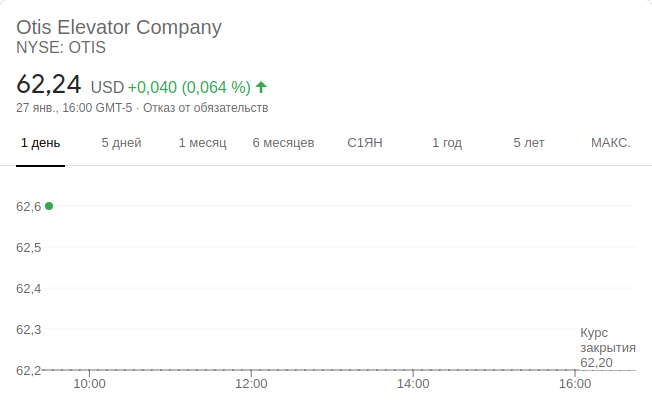 Otis Elevator Company
NYSE: OTIS
62,24 USD +0,040 (0,064 %)
27 янв., 16:00 GMT-5 · Отказ от обязательств
1 день 5 дней 1 месяц 6 месяцев С1ЯН 1 год 5 лет МАКС.
62,6
62,5
62,4
62,3
Курс
закрытия
62,20
62,2
10:00 12:00 14:00 16:00